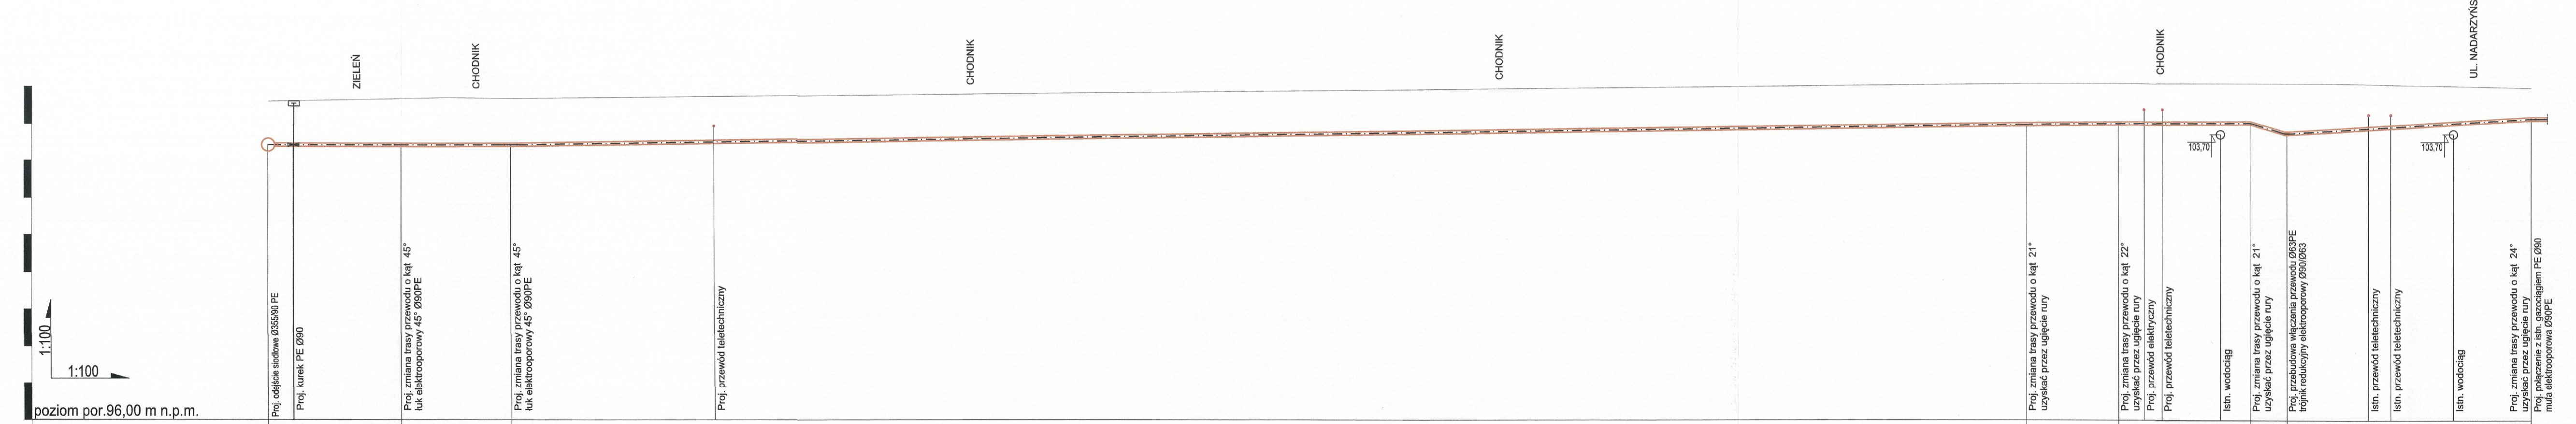 ZIELEŃ
CHODNIK
CHODNIK
CHODNIK
CHODNIK
UL. NADARZYŃS
103,70
103,70
1:100
1:100
poziom por.96,00 m n.p.m.
Proj. odejście siodłowe Ø355/90 PE
Proj. kurek PE Ø90
Proj. zmiana trasy przewodu o kąt 45°
łuk elektrooporowy 45° Ø90PE
Proj. zmiana trasy przewodu o kąt 45°
łuk elektrooporowy 45° Ø90PE
Proj. przewód teletechniczny
Proj. zmiana trasy przewodu o kąt 21°
uzyskać przez ugięcie rury
Proj. zmiana trasy przewodu o kąt 22°
uzyskać przez ugięcie rury
Proj. przewód elektryczny
Proj. przewód teletechniczny
Istn. wodociąg
Proj. zmiana trasy przewodu o kąt 21°
uzyskać przez ugięcie rury
Proj. przebudowa włączenia przewodu Ø63PE
trójnik redukcyjny elektrooporowy Ø90/Ø63
Istn. przewód teletechniczny
Istn. przewód teletechniczny
Istn. wodociąg
Proj. zmiana trasy przewodu o kąt 24°
uzyskać przez ugięcie rury
Proj. połączenie z istn. gazociągiem PE Ø90
mufa elektrooporowa Ø90PE